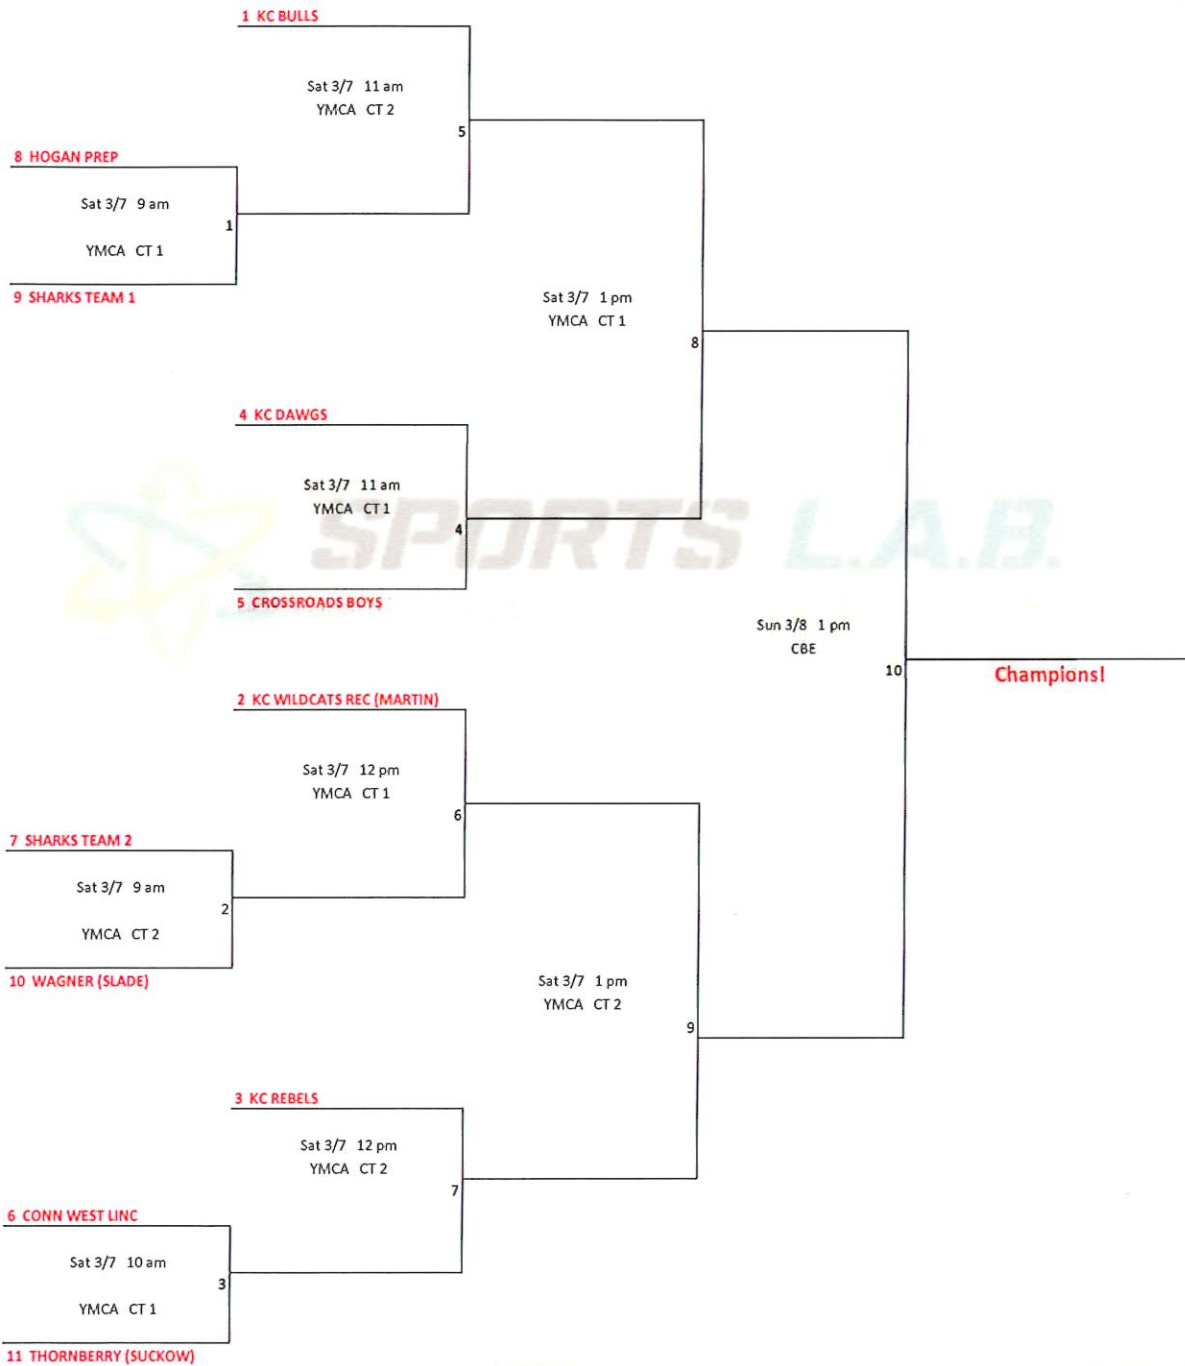 1 KC BULLS
Sat 3/7 11 am
YMCA CT 2
5
8 HOGAN PREP
Sat 3/7 9 am
1
YMCA CT 1
9 SHARKS TEAM 1
Sat 3/7 1 pm
YMCA CT 1
8
4 KC DAWGS
Sat 3/7 11 am
YMCA CT 1
4
SPORTS L.A.B.
5 CROSSROADS BOYS
Sun 3/8 1 pm
CBE
10
Champions!
2 KC WILDCATS REC (MARTIN)
Sat 3/7 12 pm
YMCA CT 1
6
7 SHARKS TEAM 2
Sat 3/7 9 am
2
YMCA CT 2
10 WAGNER (SLADE)
Sat 3/7 1 pm
YMCA CT 2
9
3 KC REBELS
Sat 3/7 12 pm
YMCA CT 2
7
6 CONN WEST LINC
Sat 3/7 10 am
3
YMCA CT 1
11 THORNBERRY (SUCKOW)